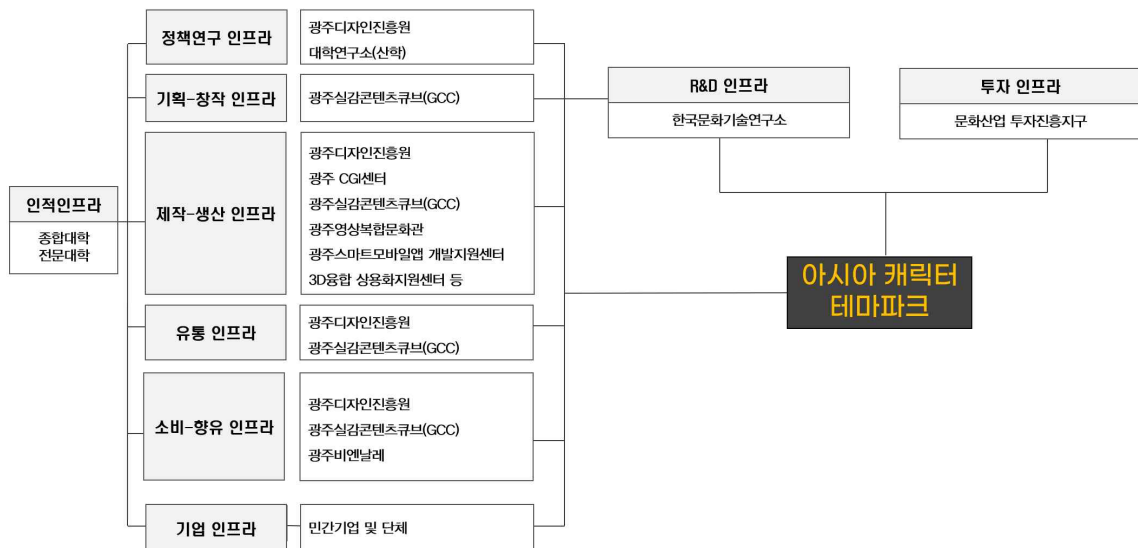 인적인프라
종합대학
전문대학
정책연구 인프라
광주디자인진흥원
대학연구소(산학)
기획-창작 인프라
광주실감콘텐츠큐브(GCC)
제작-생산 인프라
광주디자인진흥원
광주 CGI센터
광주실감콘텐츠큐브(GCC)
광주영상복합문화관
광주스마트모바일앱 개발지원센터
3D융합 상용화지원센터 등
유통 인프라
광주디자인진흥원
광주실감콘텐츠큐브(GCC)
소비-향유 인프라
광주디자인진흥원
광주실감콘텐츠큐브(GCC)
광주비엔날레
기업 인프라
민간기업 및 단체
R&D 인프라
한국문화기술연구소
투자 인프라
문화산업 투자진흥지구
아시아 캐릭터
테마파크